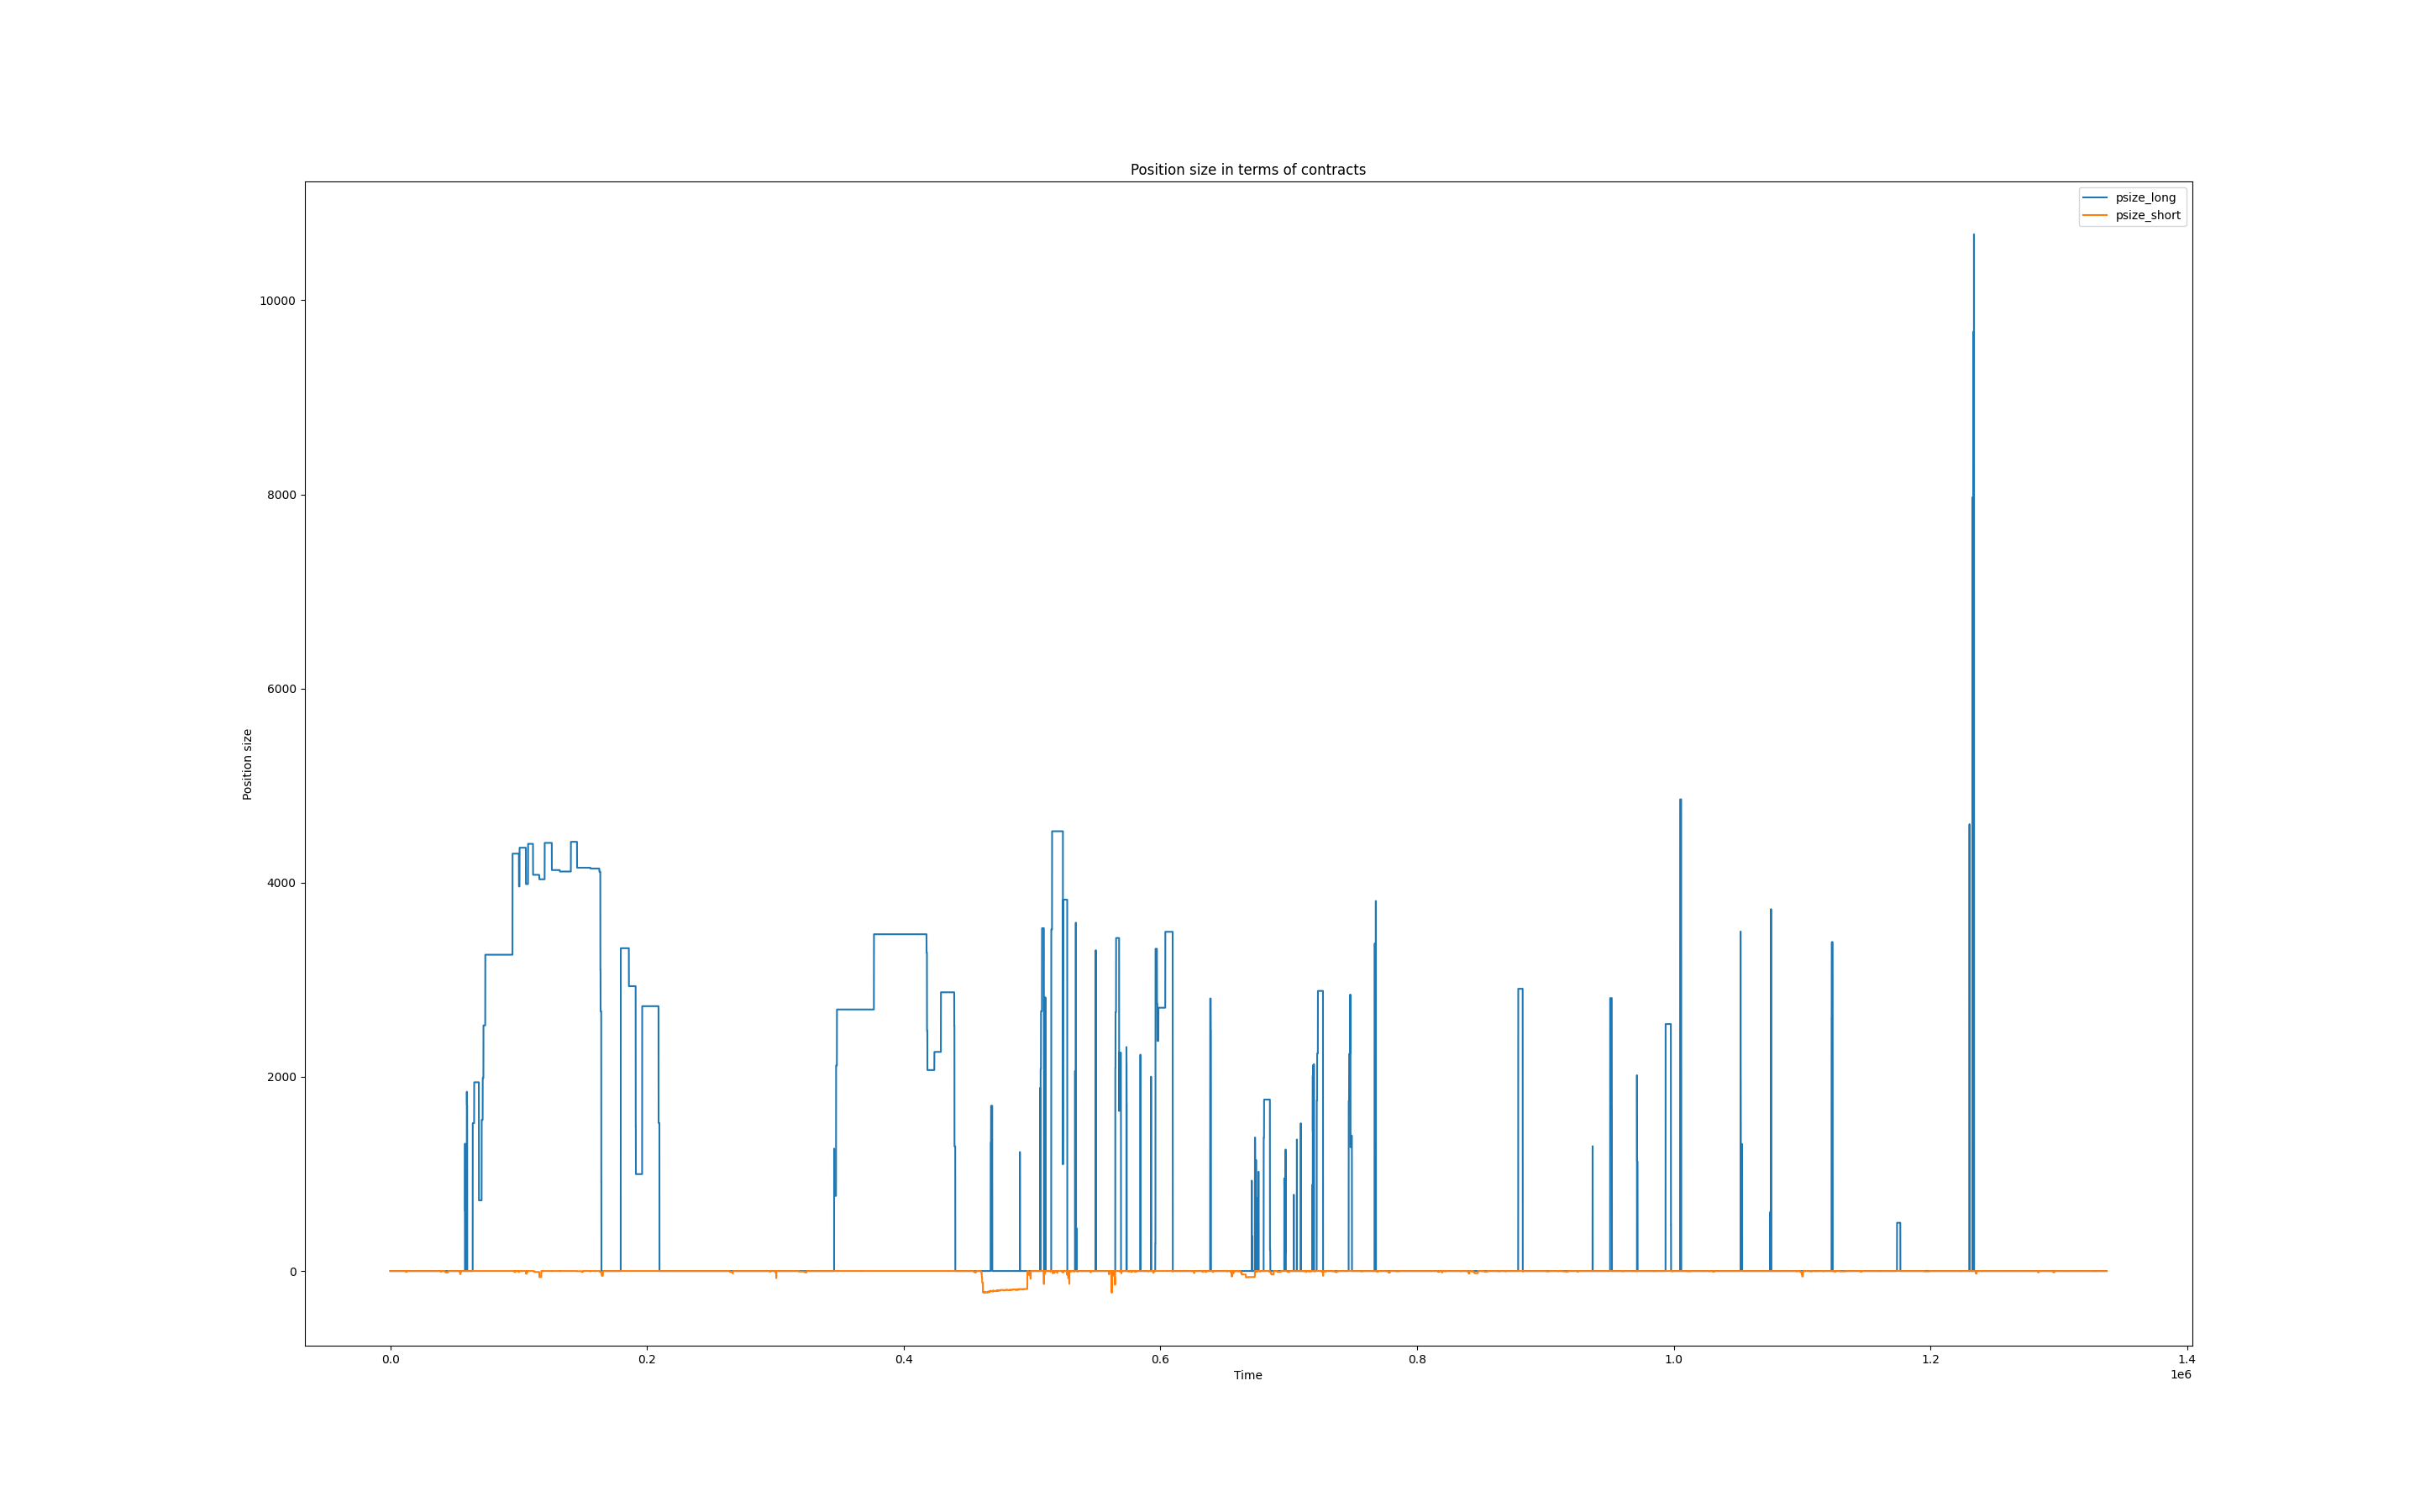 Position size in terms of contracts
psize_long
psize_short
10000
8000
6000
4000
2000
0
Position size
0.0 0.2 0.4 0.6 0.8 1.0 1.2 1.4
Time
1e6